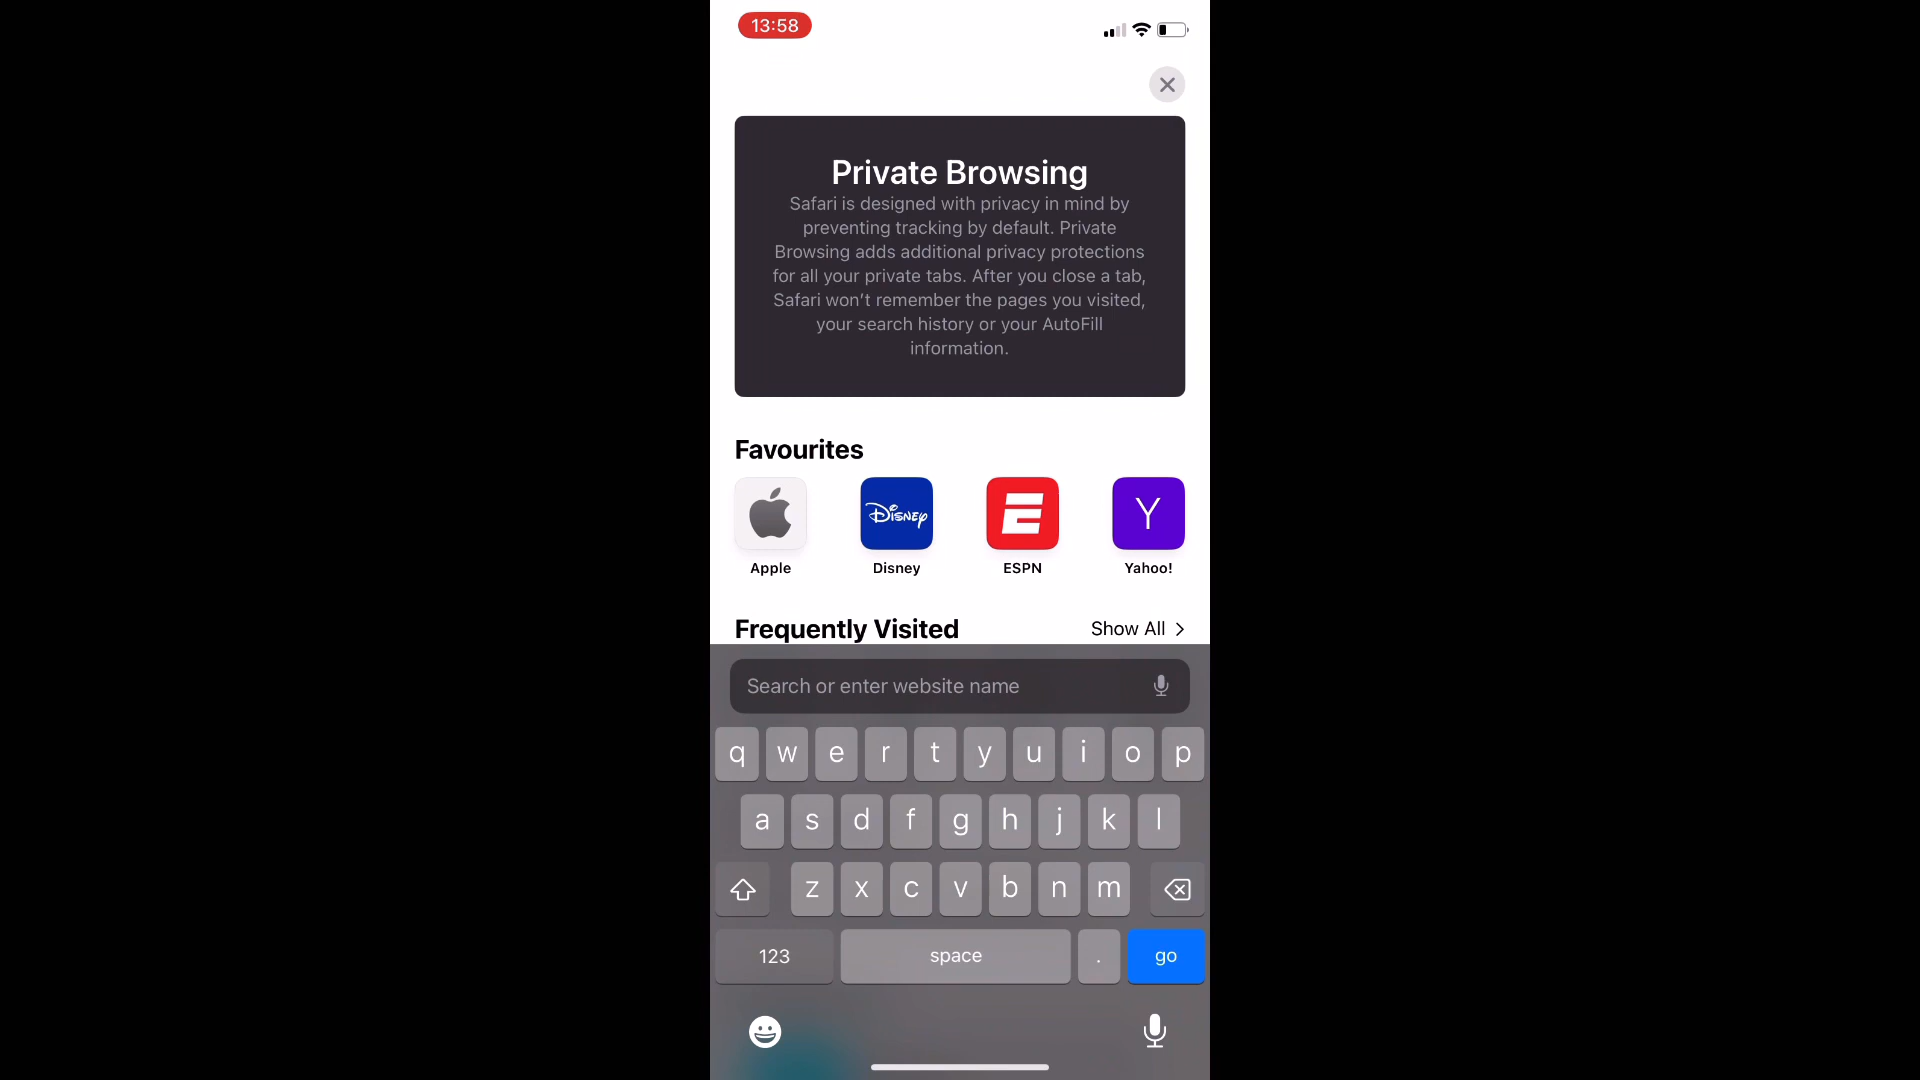 13:58
Private Browsing
Safari is designed with privacy in mind by
preventing tracking by default. Private
Browsing adds additional privacy protections
for all your private tabs. After you close a tab,
Safari won't remember the pages you visited,
your search history or your AutoFill
information.
Favourites
Disney
E
Y
Apple
Disney
ESPN
Yahoo!
Frequently Visited
Show All
Search or enter website name
q w e r t y u i o p
a s d f g h j k l
z x c v b n m
123 space . go